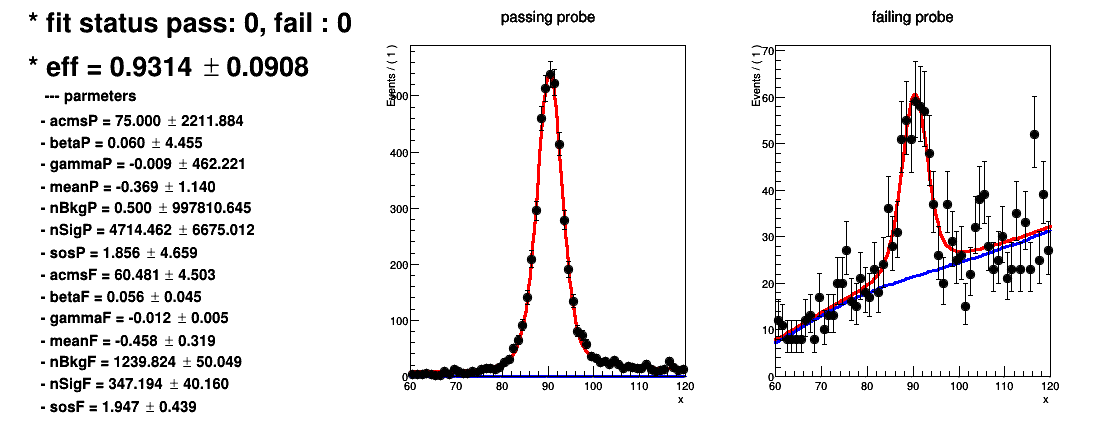 * fit status pass: 0, fail : 0
* eff = 0.9314 ± 0.0908
--- parmeters
- acmsP = 75.000 ± 2211.884
- betaP = 0.060 ± 4.455
- gammaP = -0.009 ± 462.221
- meanP = -0.369 ± 1.140
- nBkgP = 0.500 ± 997810.645
- nSigP = 4714.462 ± 6675.012
- sosP = 1.856 ± 4.659
- acmsF = 60.481 ± 4.503
- betaF = 0.056 ± 0.045
- gammaF = -0.012 ± 0.005
- meanF = -0.458 ± 0.319
- nBkgF = 1239.824 ± 50.049
- nSigF = 347.194 ± 40.160
- sosF = 1.947 ± 0.439
passing probe
Events / ( 1 )
500
400
300
200
100
0
60 70 80 90 100 110 120
x
failing probe
Events / ( 1 )
70
60
50
40
30
20
10
0
60 70 80 90 100 110 120
x